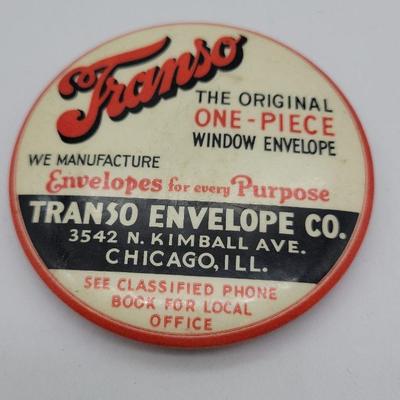 Transo
THE ORIGINAL
ONE-PIECE
WINDOW ENVELOPE
WE MANUFACTURE
Envelopes for every Purpose
TRANSO ENVELOPE CO.
3542 N. KIMBALL AVE.
CHICAGO, ILL.
SEE CLASSIFIED PHONE
BOOK FOR LOCAL
OFFICE